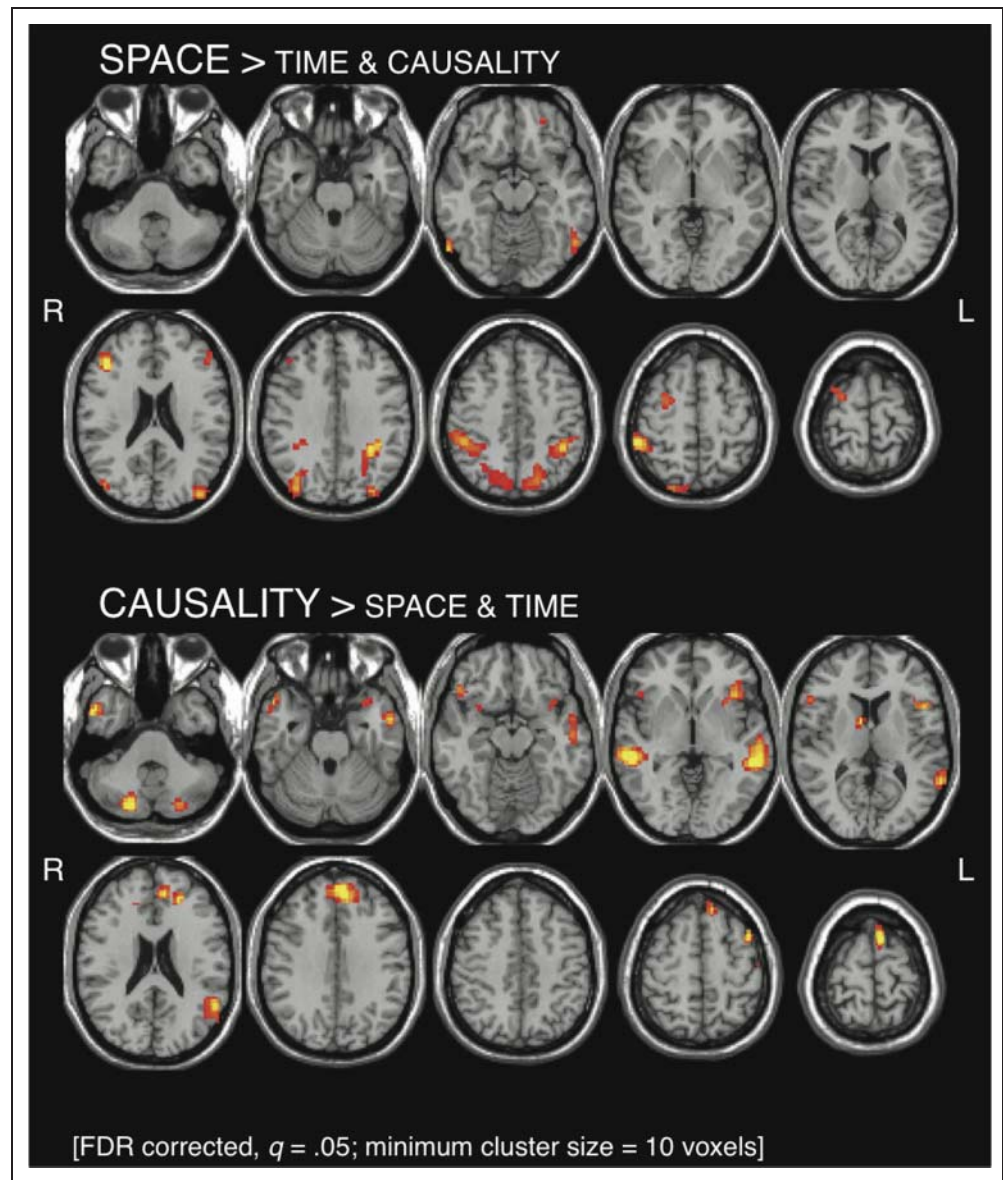 SPACE > TIME & CAUSALITY
R
L
CAUSALITY > SPACE & TIME
R
L
[FDR corrected, q = .05; minimum cluster size = 10 voxels]